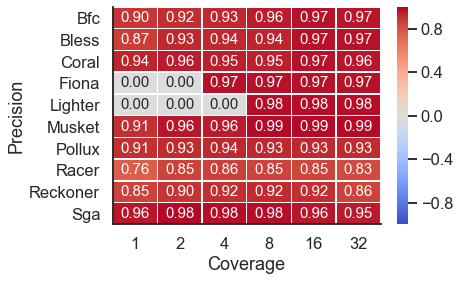 Precision
Bfc 0.90 0.92 0.93 0.96 0.97 0.97
Bless 0.87 0.93 0.94 0.94 0.97 0.97
Coral 0.94 0.96 0.95 0.95 0.97 0.96
Fiona 0.00 0.00 0.97 0.97 0.97 0.97
Lighter 0.00 0.00 0.00 0.98 0.98 0.98
Musket 0.91 0.96 0.96 0.99 0.99 0.99
Pollux 0.91 0.93 0.94 0.93 0.93 0.93
Racer 0.76 0.85 0.86 0.85 0.85 0.83
Reckoner 0.85 0.90 0.92 0.92 0.92 0.86
Sga 0.96 0.98 0.98 0.98 0.96 0.95
1 2 4 8 16 32
Coverage
0.8
0.4
0.0
−0.4
−0.8